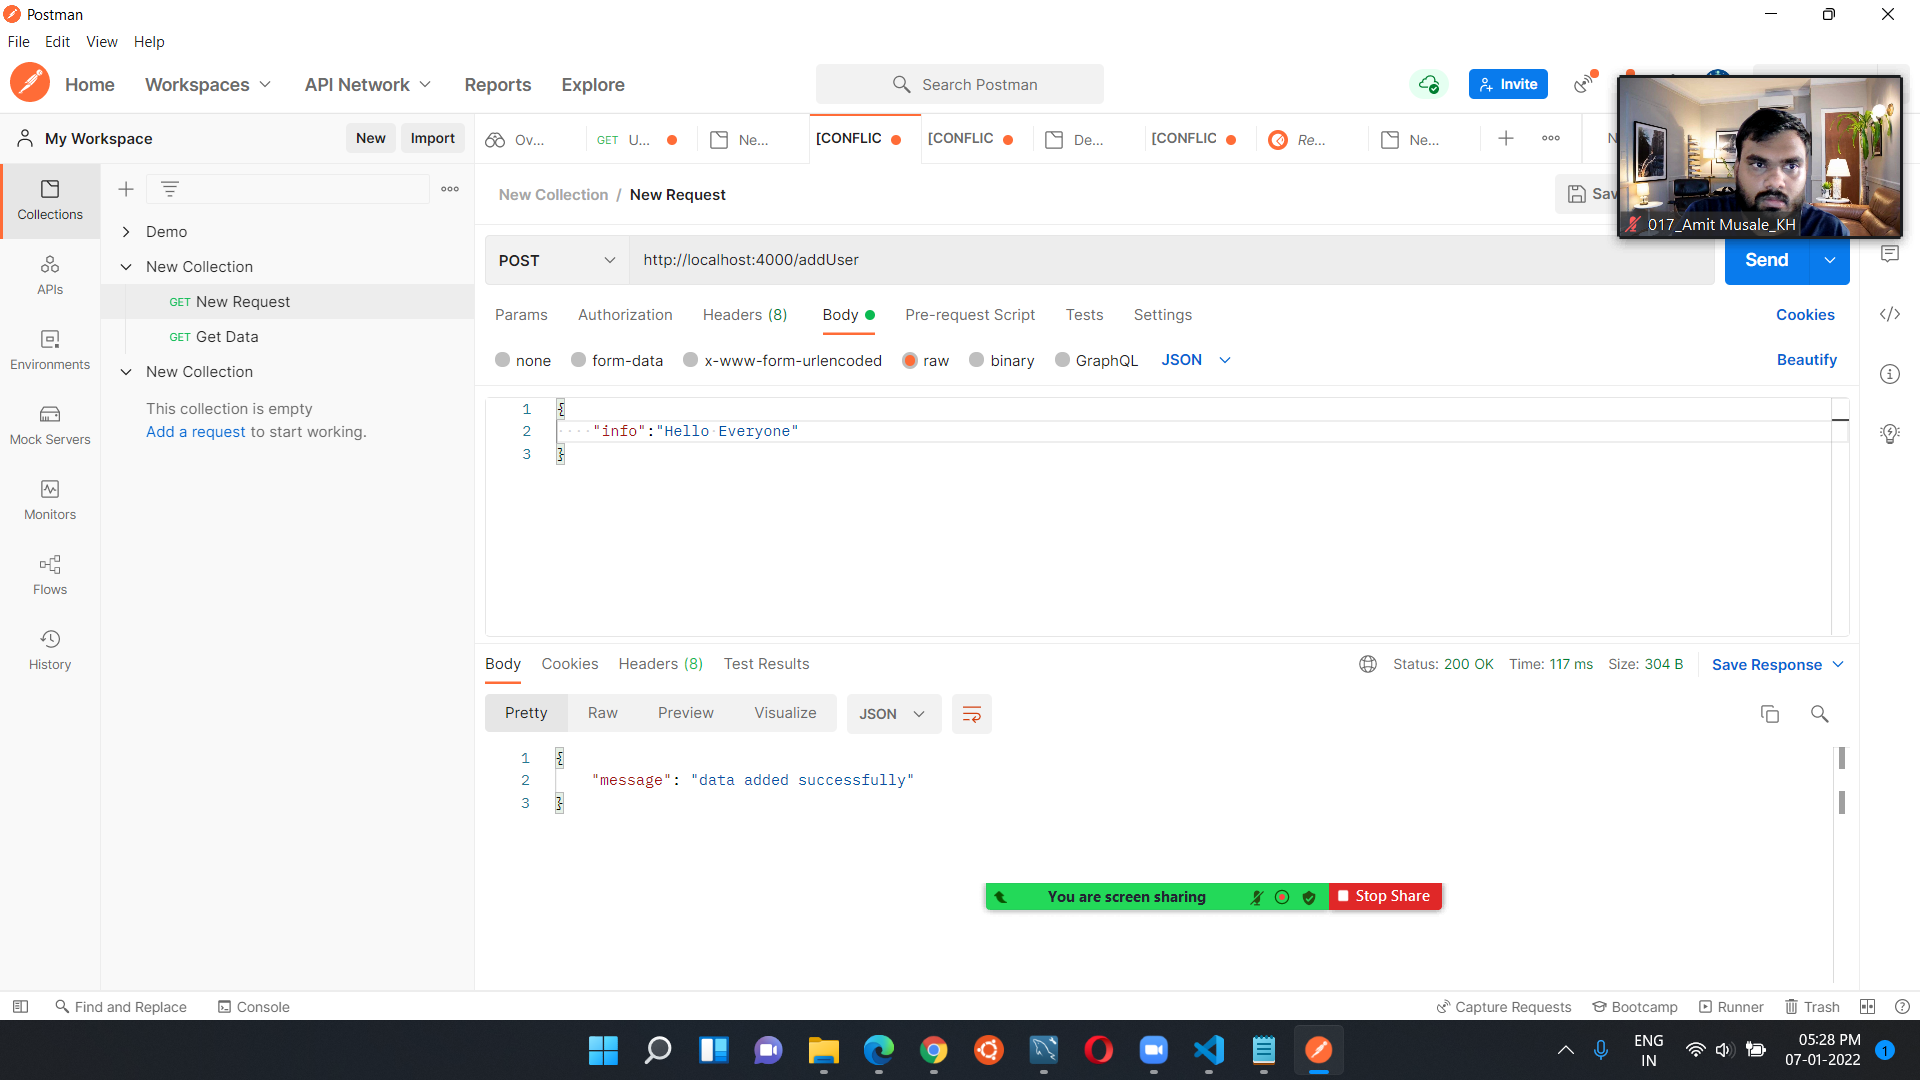 Postman
File Edit View Help
Home Workspaces API Network Reports Explore Search Postman Invite
My Workspace New Import Ov... GET U... Ne... [CONFLIC [CONFLIC De... [CONFLIC Re... Ne... N
Collections
APIs
Environments
Mock Servers
Monitors
Flows
History
Demo
New Collection
GET New Request
GET Get Data
New Collection
This collection is empty
Add a request to start working.
New Collection / New Request Sav
017_Amit Musale_KH
POST http://localhost:4000/addUser Send
Params Authorization Headers (8) Body Pre-request Script Tests Settings Cookies
none form-data x-www-form-urlencoded raw binary GraphQL JSON Beautify
1 {
2 "info":"Hello Everyone"
3 }
Body Cookies Headers (8) Test Results Status: 200 OK Time: 117 ms Size: 304 B Save Response
Pretty Raw Preview Visualize JSON
1 {
2 "message": "data added successfully"
3 }
You are screen sharing Stop Share
Find and Replace Console Capture Requests Bootcamp Runner Trash
ENG 05:28 PM
IN 07-01-2022 1